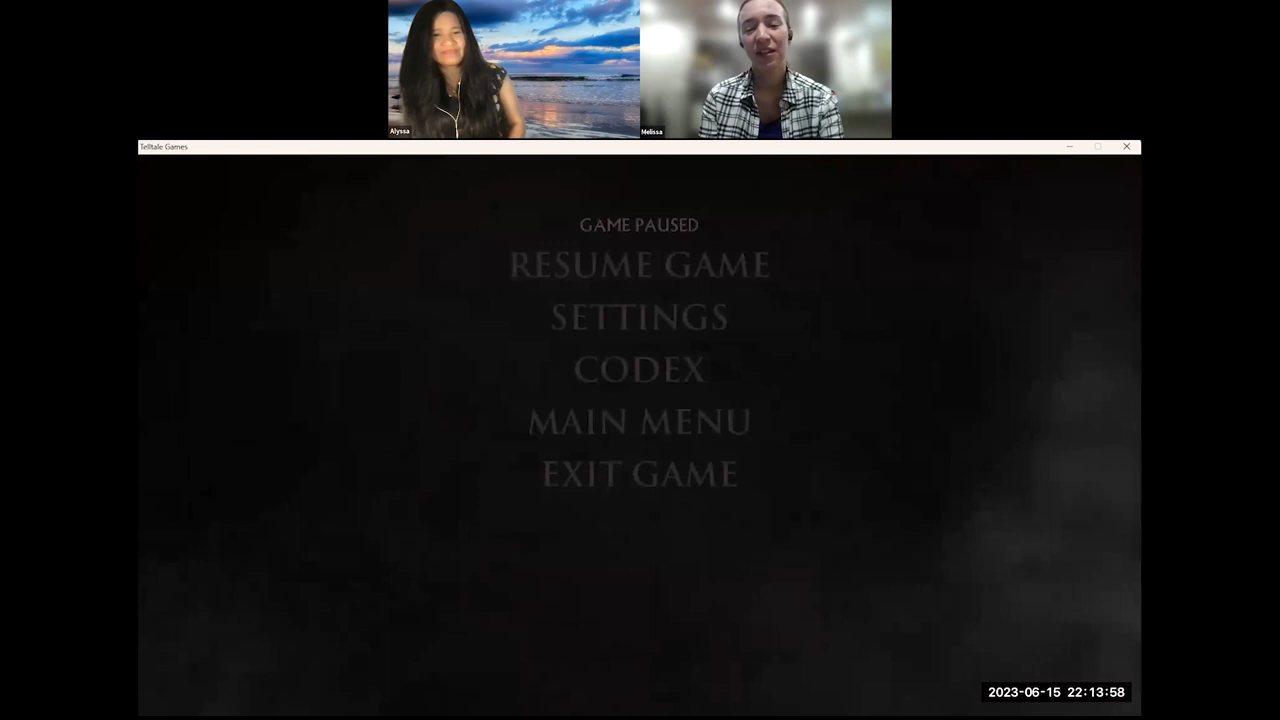 Alyssa
Melissa
Telltale Games
GAME PAUSED
RESUME GAME
SETTINGS
CODEX
MAIN MENU
EXIT GAME
2023-06-15 22:13:58